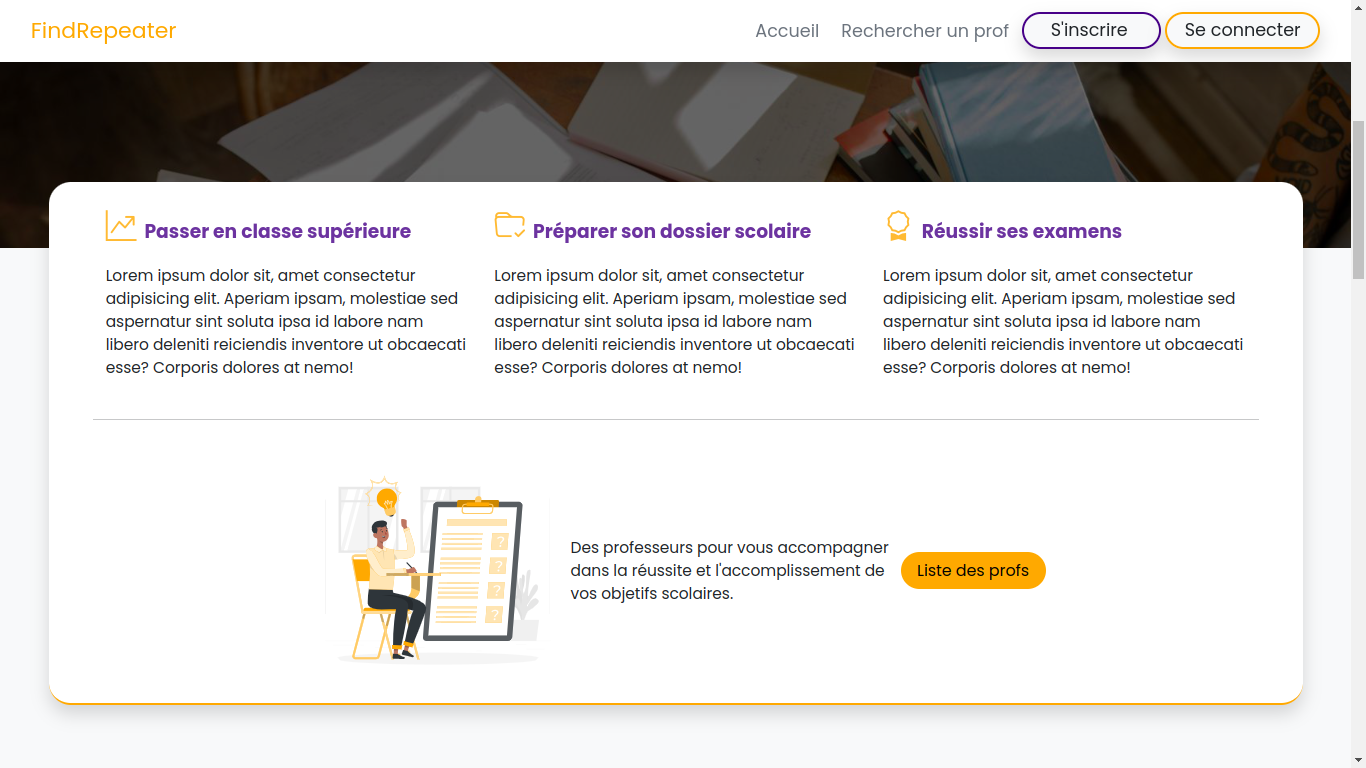 FindRepeater
Accueil
Rechercher un prof
S'inscrire
Se connecter
Passer en classe supérieure
Lorem ipsum dolor sit, amet consectetur
adipisicing elit. Aperiam ipsam, molestiae sed
aspernatur sint soluta ipsa id labore nam
libero deleniti reiciendis inventore ut obcaecati
esse? Corporis dolores at nemo!
Préparer son dossier scolaire
Lorem ipsum dolor sit, amet consectetur
adipisicing elit. Aperiam ipsam, molestiae sed
aspernatur sint soluta ipsa id labore nam
libero deleniti reiciendis inventore ut obcaecati
esse? Corporis dolores at nemo!
Réussir ses examens
Lorem ipsum dolor sit, amet consectetur
adipisicing elit. Aperiam ipsam, molestiae sed
aspernatur sint soluta ipsa id labore nam
libero deleniti reiciendis inventore ut obcaecati
esse? Corporis dolores at nemo!
?
?
?
?
Des professeurs pour vous accompagner
dans la réussite et l'accomplissement de
vos objetifs scolaires.
Liste des profs